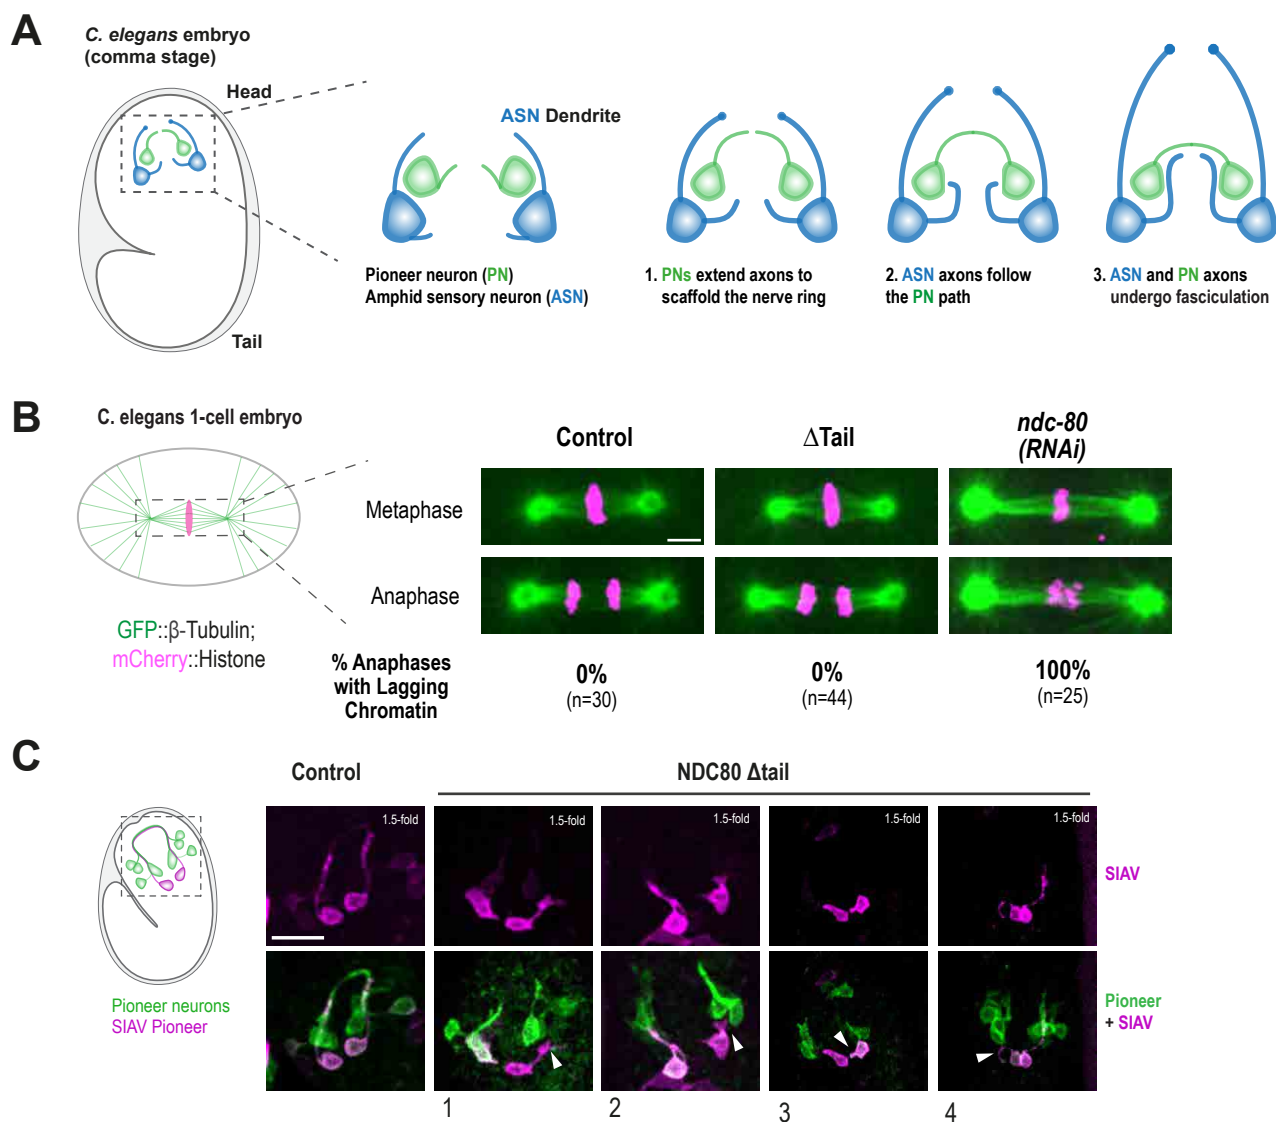 A
C. elegans embryo
(comma stage)
Head
Tail
ASN Dendrite
Pioneer neuron (PN)
Amphid sensory neuron (ASN)
1. PNs extend axons to
scaffold the nerve ring
2. ASN axons follow
the PN path
3. ASN and PN axons
undergo fasciculation
B
C. elegans 1-cell embryo
GFP::β-Tubulin;
mCherry::Histone
Control
ΔTail
ndc-80
(RNAi)
Metaphase
Anaphase
% Anaphases
with Lagging
Chromatin
0%
(n=30)
0%
(n=44)
100%
(n=25)
C
Control
NDC80 Δtail
1.5-fold
1.5-fold
1.5-fold
1.5-fold
1.5-fold
SIAV
Pioneer neurons
SIAV Pioneer
Pioneer
+ SIAV
1
2
3
4